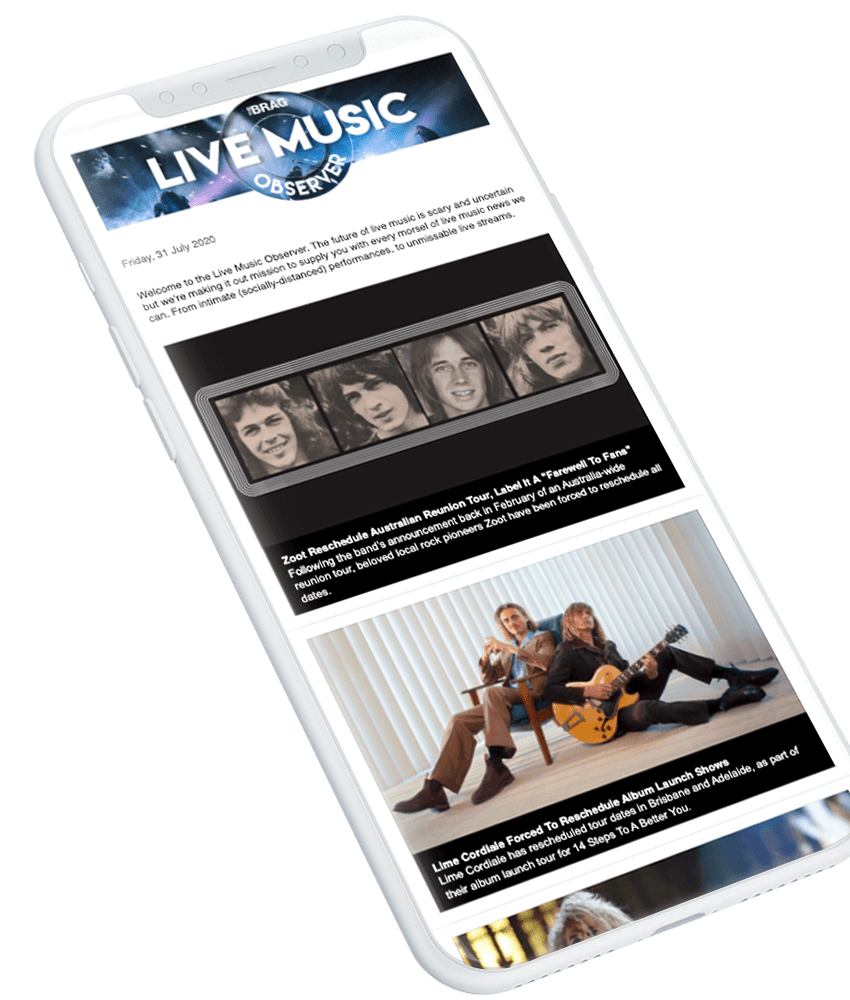 THE BRAG
LIVE MUSIC
OBSERVER
Friday, 31 July 2020
Welcome to the Live Music Observer. The future of live music is scary and uncertain
but we're making it out mission to supply you with every morsel of live music news we
can. From intimate (socially-distanced) performances, to unmissable live streams.
Zoot Reschedule Australian Reunion Tour, Label It A "Farewell To Fans"
Following the band's announcement back in February of an Australia-wide
reunion tour, beloved local rock pioneers Zoot have been forced to reschedule all
dates.
Lime Cordiale Forced To Reschedule Album Launch Shows
Lime Cordiale has rescheduled tour dates in Brisbane and Adelaide, as part of
their album launch tour for 14 Steps To A Better You.